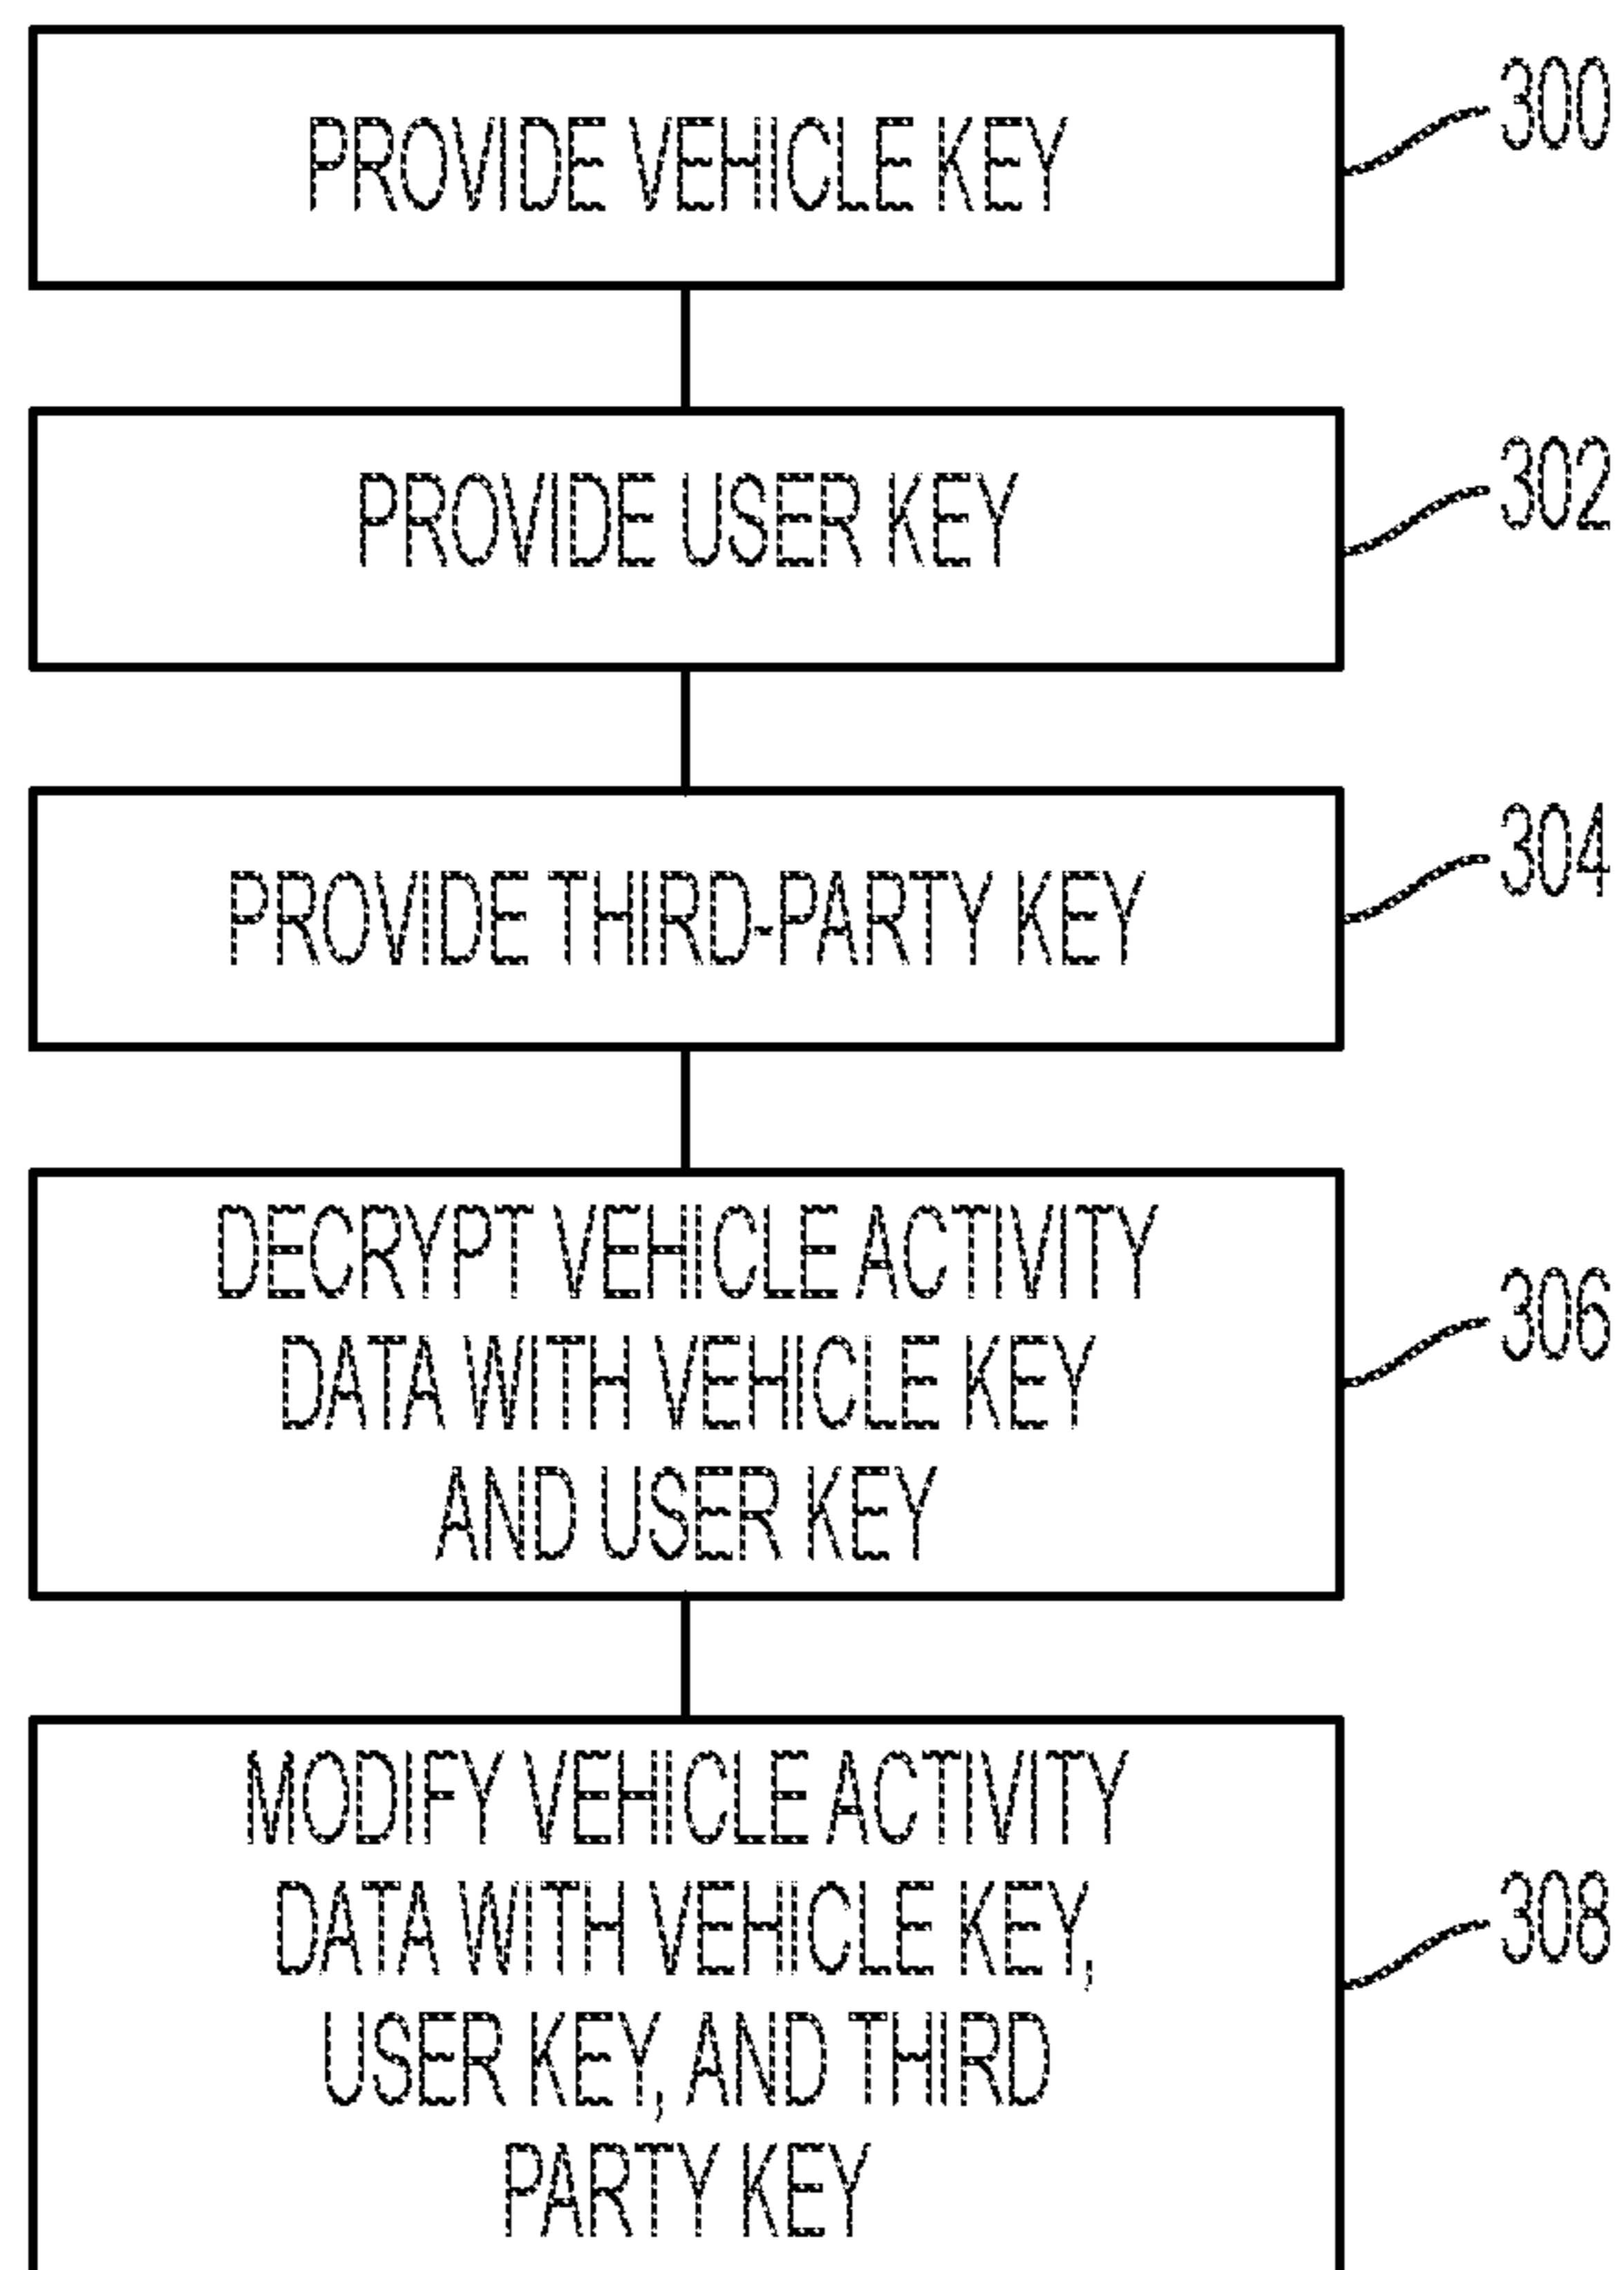 PROVIDE VEHICLE KEY
300
PROVIDE USER KEY
302
PROVIDE THIRD-PARTY KEY
304
DECRYPT VEHICLE ACTIVITY
DATA WITH VEHICLE KEY
AND USER KEY
306
MODIFY VEHICLE ACTIVITY
DATA WITH VEHICLE KEY,
USER KEY, AND THIRD
PARTY KEY
308